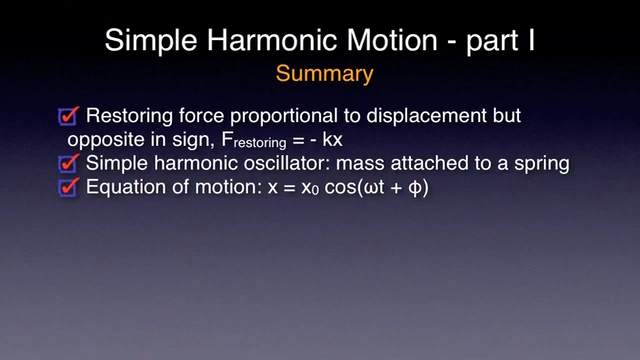 Simple Harmonic Motion - part I
Summary
Restoring force proportional to displacement but
opposite in sign, Frestoring = - kx
Simple harmonic oscillator: mass attached to a spring
Equation of motion: x = x₀ cos(ωt + φ)